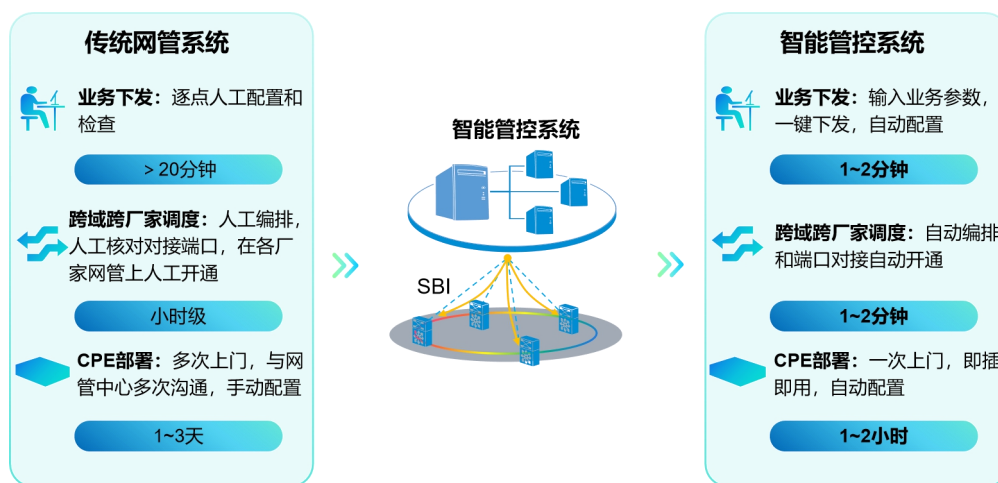 传统网管系统
业务下发：逐点人工配置和
检查
> 20分钟
跨域跨厂家调度：人工编排，
人工核对对接端口，在各厂
家网管上人工开通
小时级
CPE部署：多次上门，与网
管中心多次沟通，手动配置
1~3天
智能管控系统
SBI
智能管控系统
业务下发：输入业务参数，
一键下发，自动配置
1~2分钟
跨域跨厂家调度：自动编排
和端口对接自动开通
1~2分钟
CPE部署：一次上门，即插
即用，自动配置
1~2小时